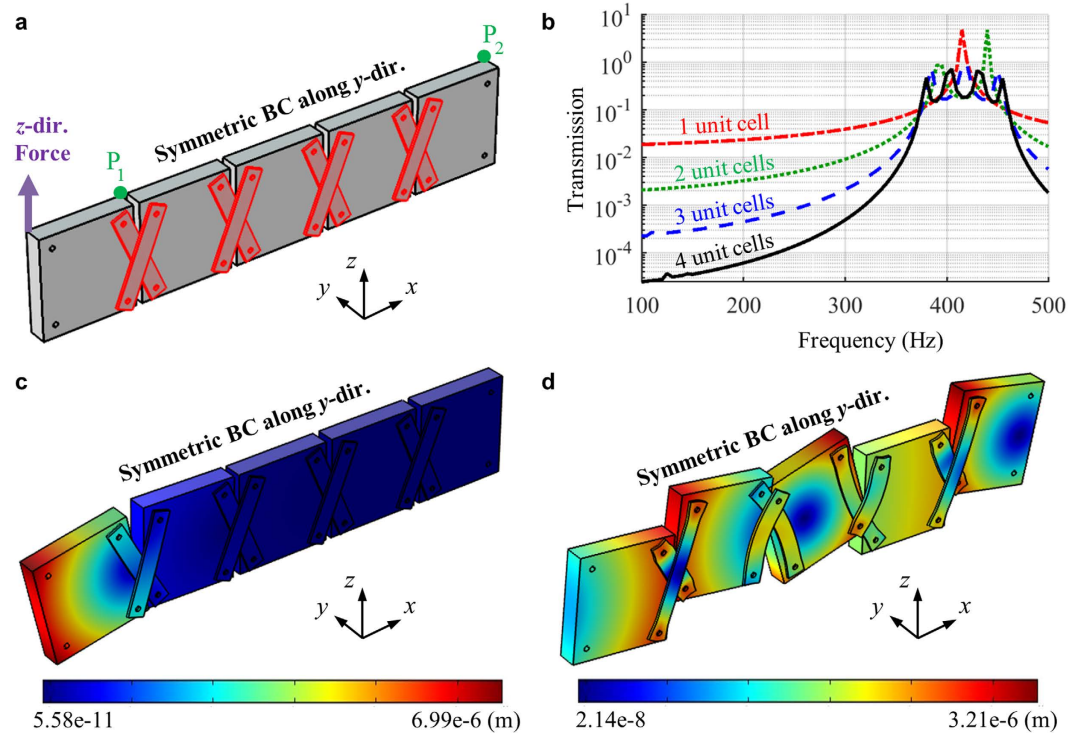 a
P1
P2
Symmetric BC along y-dir.
z-dir.
Force
z
y
x
b
Transmission
10^1
10^0
10^-1
10^-2
10^-3
10^-4
1 unit cell
2 unit cells
3 unit cells
4 unit cells
100
200
300
400
500
Frequency (Hz)
c
Symmetric BC along y-dir.
z
y
x
5.58e-11
6.99e-6 (m)
d
Symmetric BC along y-dir.
z
y
x
2.14e-8
3.21e-6 (m)